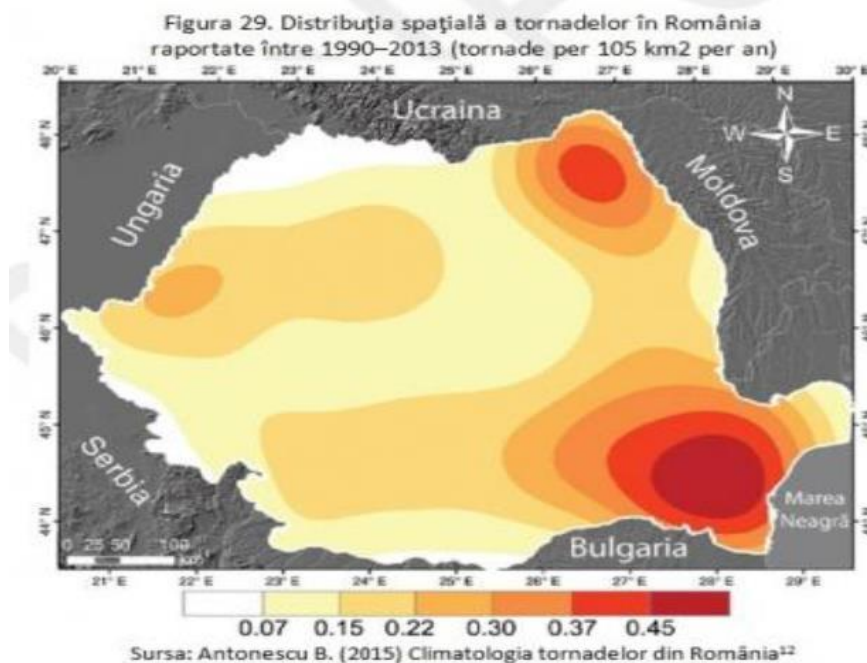 Figura 29. Distribuția spațială a tornadelor în România
raportate între 1990–2013 (tornade per 105 km2 per an)
20° E 21° E 22° E 23° E 24° E 25° E 26° E 27° E 28° E 29° E 30° E
Ucraina
N
W E
S
48° N
Ungaria
Moldova
47° N
46° N
45° N
Serbia
44° N
Marea
Neagră
Bulgaria
0 25 50 100
21° E 22° E 23° E 24° E 25° E 26° E 27° E 28° E 29° E
0.07 0.15 0.22 0.30 0.37 0.45
Sursa: Antonescu B. (2015) Climatologia tornadelor din România¹²